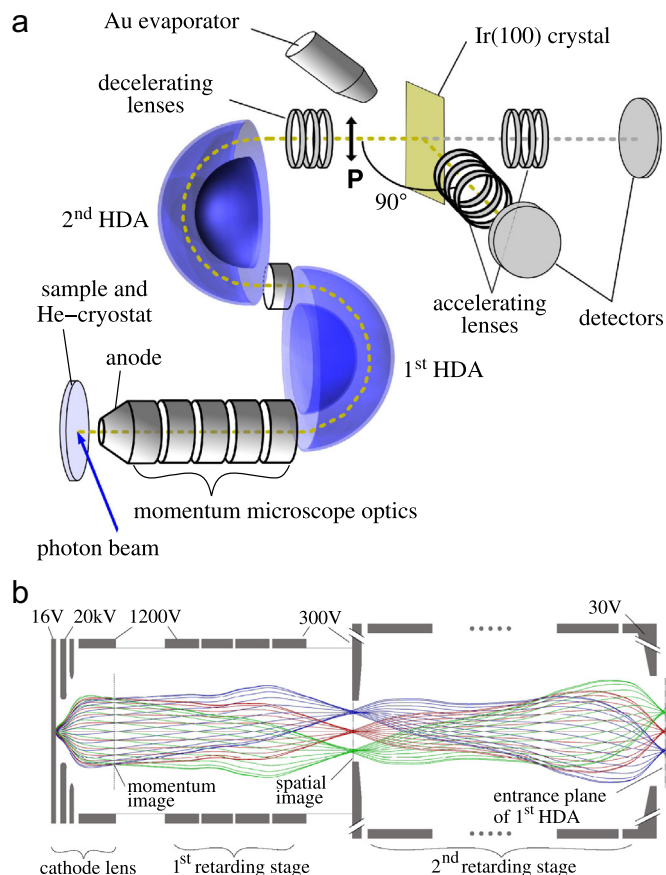 a
Au evaporator
Ir(100) crystal
decelerating
lenses
P
90°
2nd HDA
sample and
He−cryostat
anode
accelerating
lenses
detectors
1st HDA
momentum microscope optics
photon beam
b
16V 20kV 1200V 300V 30V
momentum
image
spatial
image
entrance plane
of 1st HDA
cathode lens
1st retarding stage
2nd retarding stage